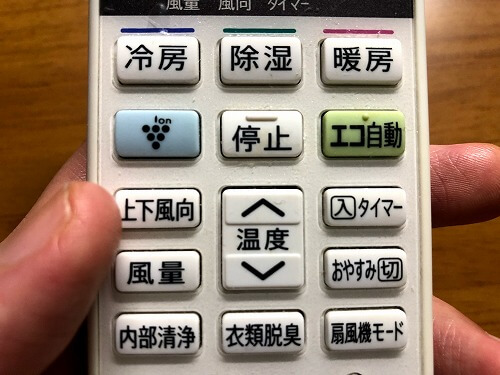 風量 風向 タイマー
冷房 除湿 暖房
Ion 停止 エコ自動
上下風向 温度 入タイマー
風量 おやすみ切
内部清浄 衣類脱臭 扇風機モード